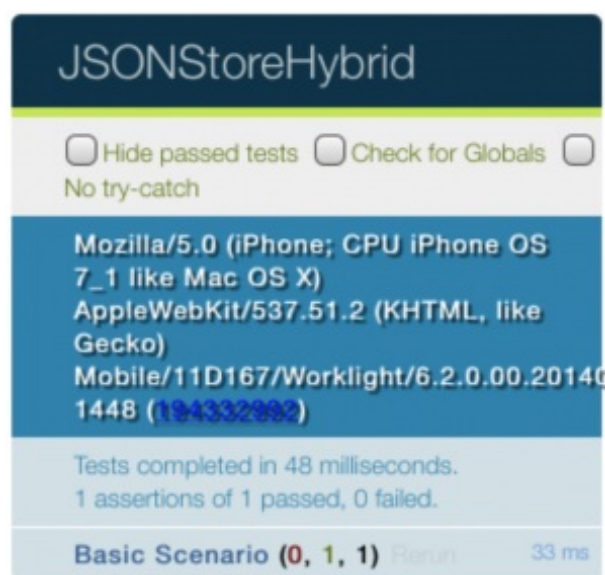 JSONStoreHybrid
Hide passed tests Check for Globals
No try-catch
Mozilla/5.0 (iPhone; CPU iPhone OS
7_1 like Mac OS X)
AppleWebKit/537.51.2 (KHTML, like
Gecko)
Mobile/11D167/Worklight/6.2.0.00.20140
1448 (194332992)
Tests completed in 48 milliseconds.
1 assertions of 1 passed, 0 failed.
Basic Scenario (0, 1, 1) Rerun 33 ms